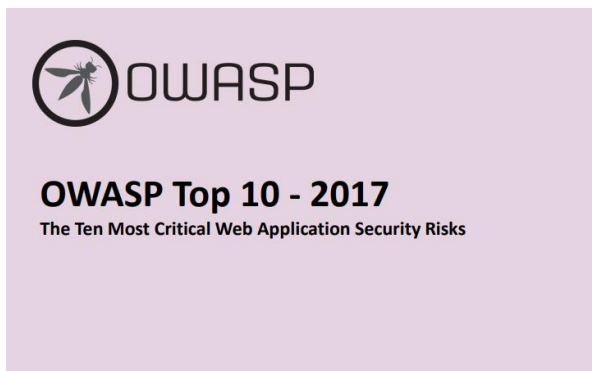 OWASP
OWASP Top 10 - 2017
The Ten Most Critical Web Application Security Risks